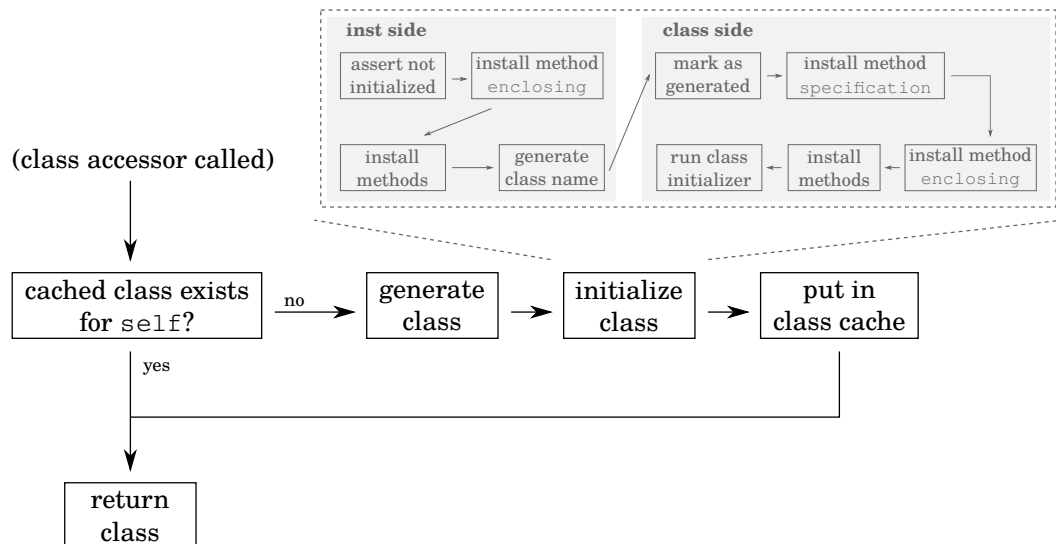 inst side
class side
assert not
initialized
install method
enclosing
mark as
generated
install method
specification
install
methods
generate
class name
run class
initializer
install
methods
install method
enclosing
(class accessor called)
cached class exists
for self?
no
generate
class
initialize
class
put in
class cache
yes
return
class